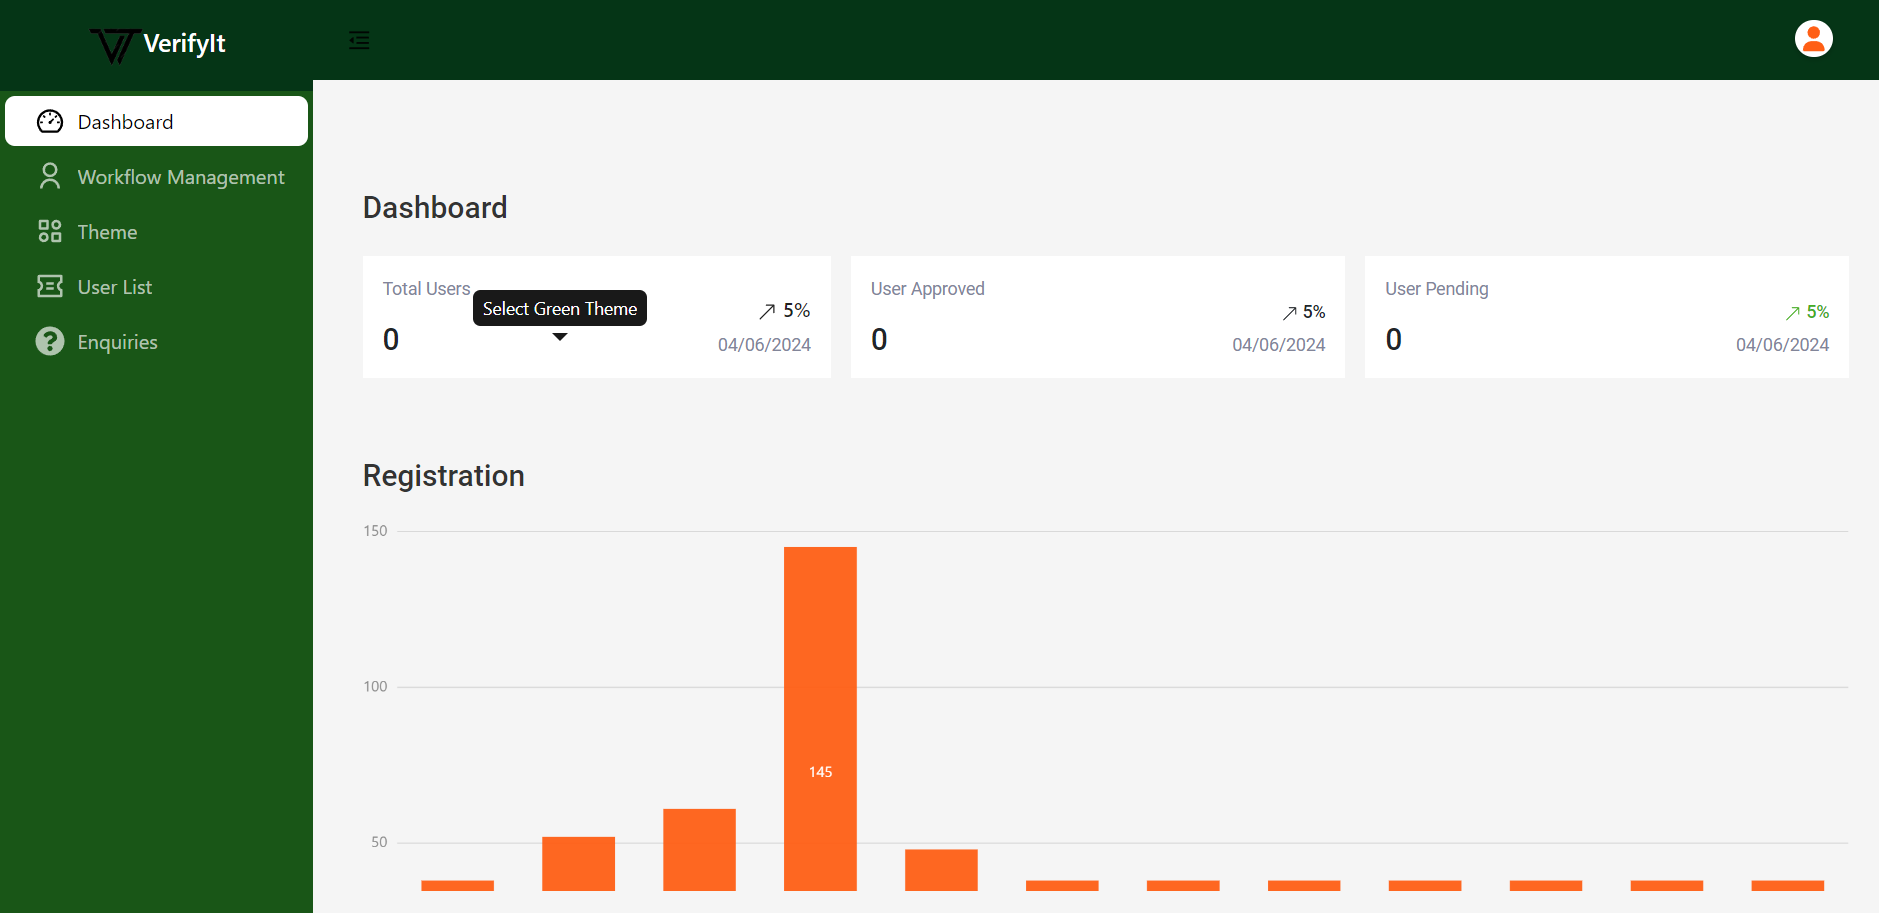 VerifyIt
Dashboard
Workflow Management
Theme
User List
Enquiries
Dashboard
Total Users
Select Green Theme
5%
0
04/06/2024
User Approved
5%
0
04/06/2024
User Pending
5%
0
04/06/2024
Registration
150
100
145
50